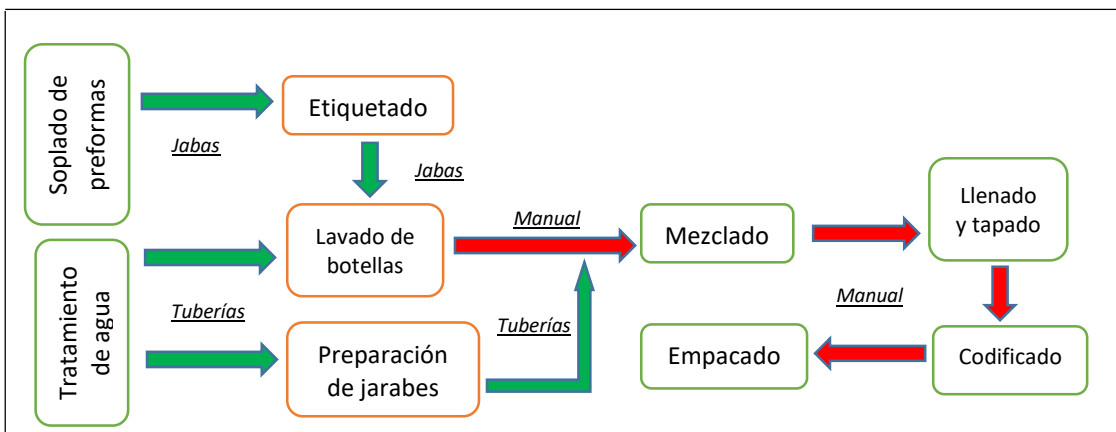 Soplado de
preformas
Jabas
Etiquetado
Jabas
Tratamiento
de agua
Tuberías
Lavado de
botellas
Preparación
de jarabes
Manual
Tuberías
Mezclado
Llenado
y tapado
Manual
Codificado
Empacado